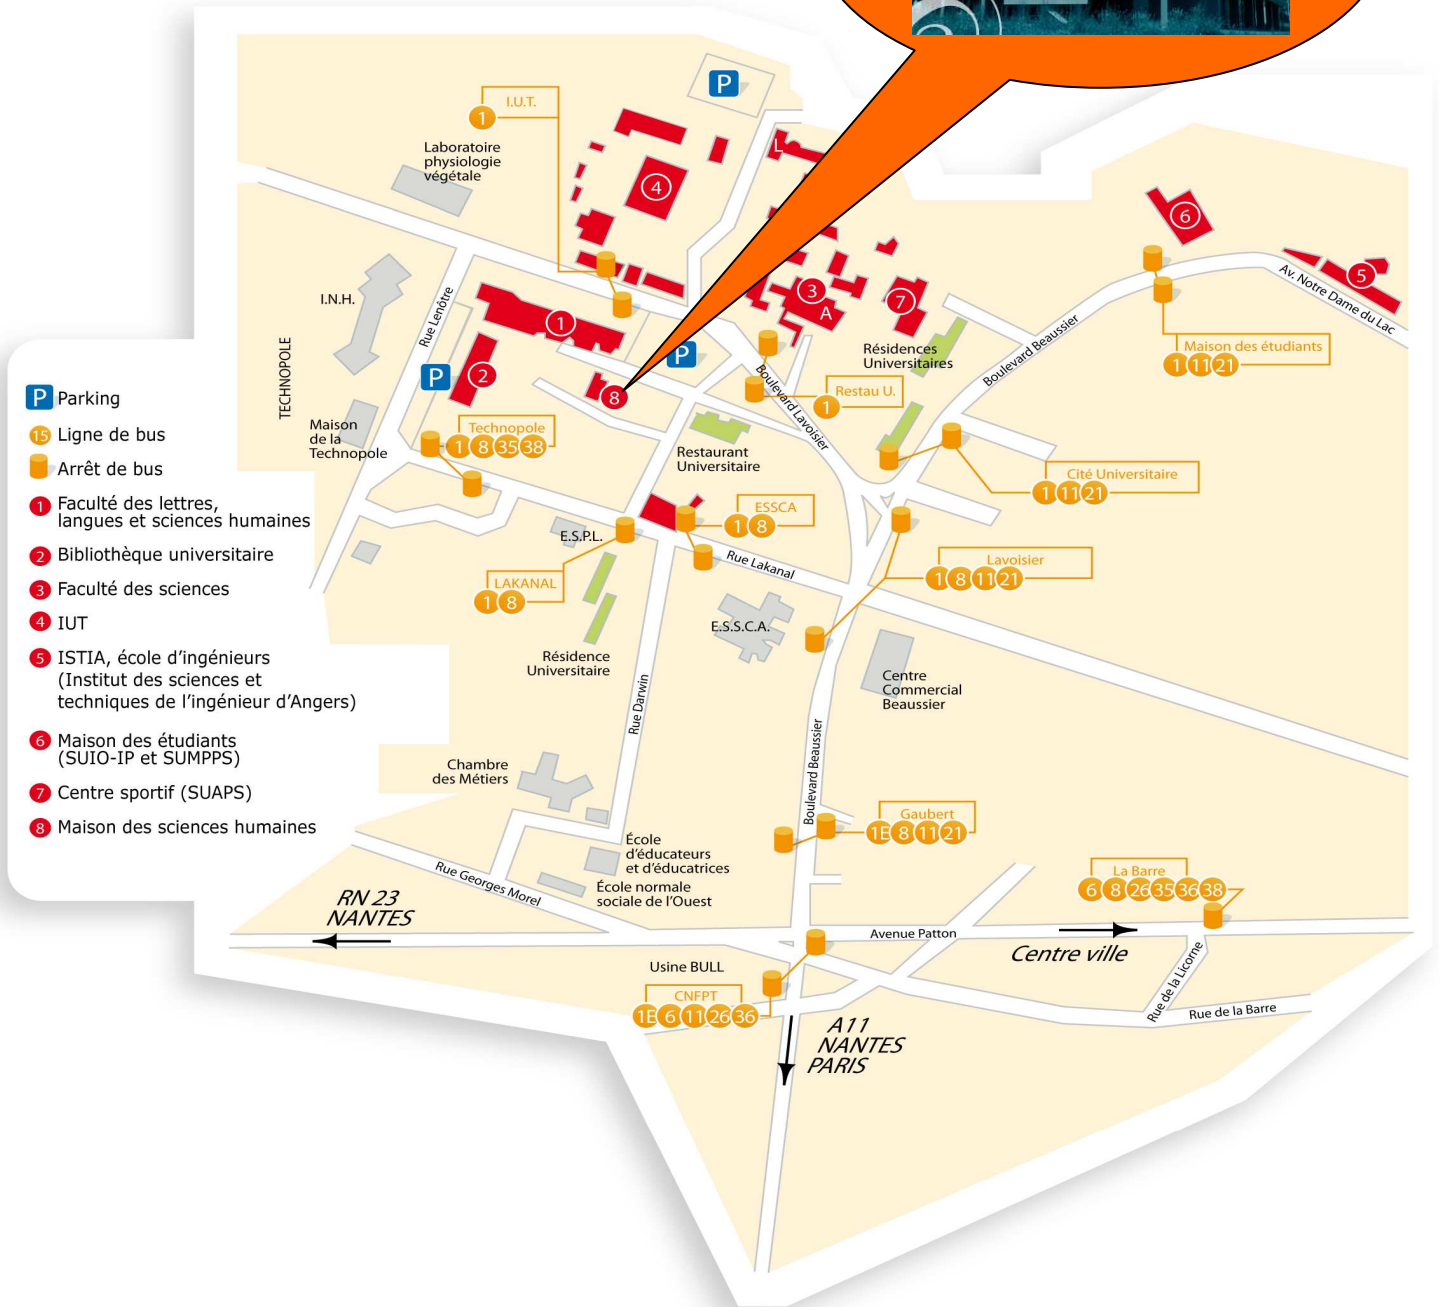 P
I.U.T.
1
Laboratoire
physiologie
végétale
4
L
6
5
Av. Notre Dame du Lac
I.N.H.
Rue Lenôtre
TECHNOPOLE
1
3
A
7
Résidences
Universitaires
Boulevard Beaussier
Maison des étudiants
1 11 21
P
2
P
8
Boulevard Lavoisier
Restau U.
1
Maison
de la
Technopole
Technopole
1 8 35 38
Restaurant
Universitaire
Cité Universitaire
1 11 21
ESSCA
1 8
E.S.P.L.
Rue Lakanal
Lavoisier
1 8 11 21
LAKANAL
1 8
E.S.S.C.A.
Résidence
Universitaire
Centre
Commercial
Beaussier
Rue Darwin
Boulevard Beaussier
Chambre
des Métiers
Gaubert
1E 8 11 21
École
d'éducateurs
et d'éducatrices
École normale
sociale de l'Ouest
Rue Georges Morel
La Barre
6 8 26 35 36 38
RN 23
NANTES
Avenue Patton
Centre ville
Rue de la Licorne
Rue de la Barre
Usine BULL
CNFPT
1E 6 11 26 36
A11
NANTES
PARIS
P Parking
15 Ligne de bus
Arrêt de bus
1 Faculté des lettres,
langues et sciences humaines
2 Bibliothèque universitaire
3 Faculté des sciences
4 IUT
5 ISTIA, école d'ingénieurs
(Institut des sciences et
techniques de l'ingénieur d'Angers)
6 Maison des étudiants
(SUIO-IP et SUMPPS)
7 Centre sportif (SUAPS)
8 Maison des sciences humaines